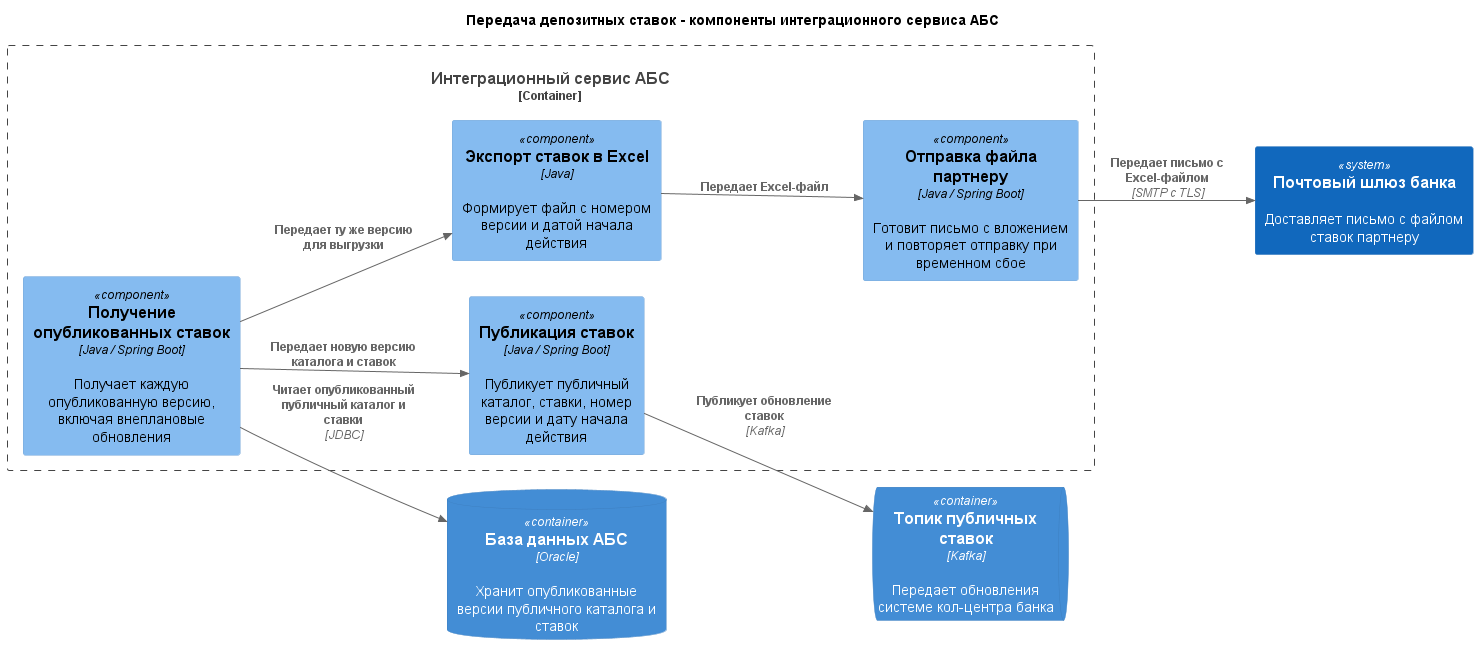 Передача депозитных ставок - компоненты интеграционного сервиса АБС
Интеграционный сервис АБС
[Container]
«component»
Экспорт ставок в Excel
[Java]
Формирует файл с номером
версии и датой начала
действия
«component»
Отправка файла
партнеру
[Java / Spring Boot]
Готовит письмо с вложением
и повторяет отправку при
временном сбое
«system»
Почтовый шлюз банка
Доставляет письмо с файлом
ставок партнеру
Передает письмо с
Excel-файлом
[SMTP с TLS]
Передает Excel-файл
Передает ту же версию
для выгрузки
«component»
Получение
опубликованных ставок
[Java / Spring Boot]
Получает каждую
опубликованную версию,
включая внеплановые
обновления
Передает новую версию
каталога и ставок
Читает опубликованный
публичный каталог и
ставки
[JDBC]
«component»
Публикация ставок
[Java / Spring Boot]
Публикует публичный
каталог, ставки, номер
версии и дату начала
действия
Публикует обновление
ставок
[Kafka]
«container»
База данных АБС
[Oracle]
Хранит опубликованные
версии публичного каталога и
ставок
«container»
Топик публичных
ставок
[Kafka]
Передает обновления
системе кол-центра банка